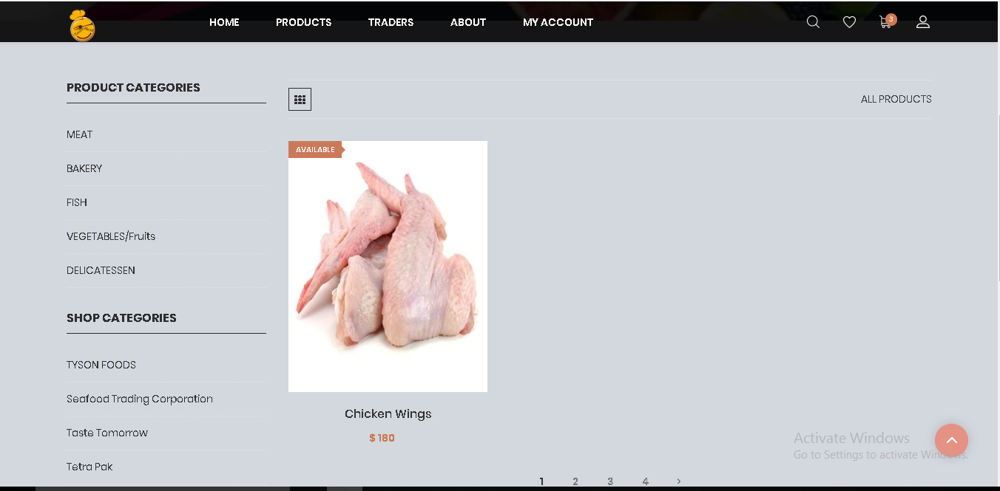 HOME PRODUCTS TRADERS ABOUT MY ACCOUNT 3
PRODUCT CATEGORIES
MEAT
BAKERY
FISH
VEGETABLES/Fruits
DELICATESSEN
SHOP CATEGORIES
TYSON FOODS
Seafood Trading Corporation
Taste Tomorrow
Tetra Pak
ALL PRODUCTS
AVAILABLE
Chicken Wings
$ 180
1 2 3 4 >
Activate Windows
Go to Settings to activate Windows.